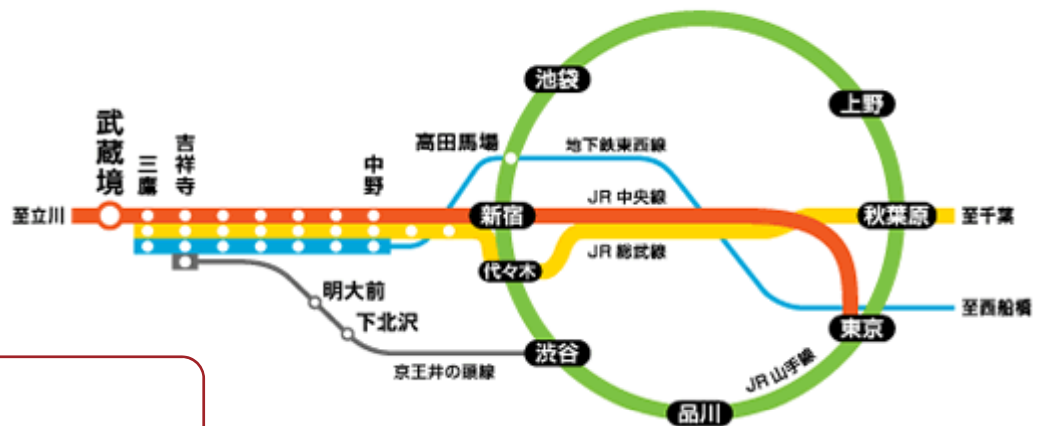 池袋
上野
武蔵境
三鷹
吉祥寺
中野
高田馬場
地下鉄東西線
JR 中央線
至立川
新宿
秋葉原
至千葉
JR 総武線
代々木
明大前
下北沢
至西船橋
東京
京王井の頭線
渋谷
JR 山手線
品川